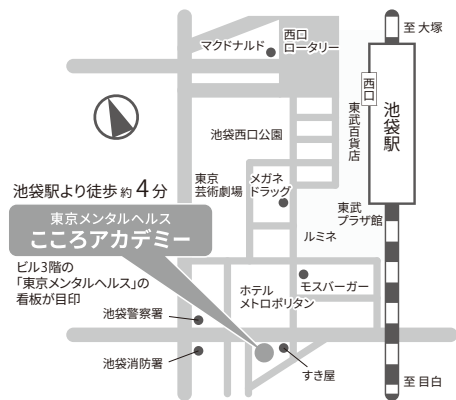 至 大塚
マクドナルド
西口
ロータリー
西口
池袋駅
東武百貨店
池袋西口公園
東京
芸術劇場
メガネ
ドラッグ
池袋駅より徒歩 約 4 分
東京メンタルヘルス
こころアカデミー
東武
プラザ館
ルミネ
ビル3階の
「東京メンタルヘルス」の
看板が目印
ホテル
メトロポリタン
モスバーガー
池袋警察署
池袋消防署
すき屋
至 目白